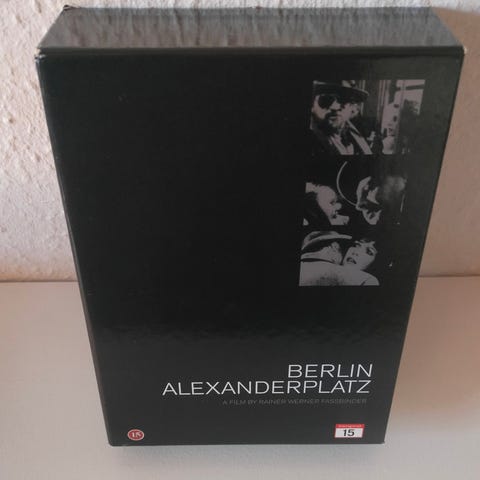 BERLIN
ALEXANDERPLATZ
A FILM BY RAINER WERNER FASSBINDER
15
15